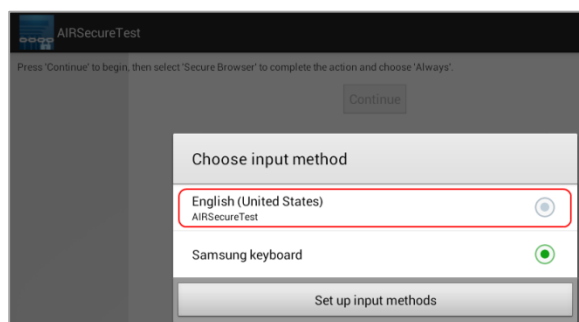 AIRSecureTest
Press 'Continue' to begin, then select 'Secure Browser' to complete the action and choose 'Always'.
Continue
Choose input method
English (United States)
AIRSecureTest
Samsung keyboard
Set up input methods